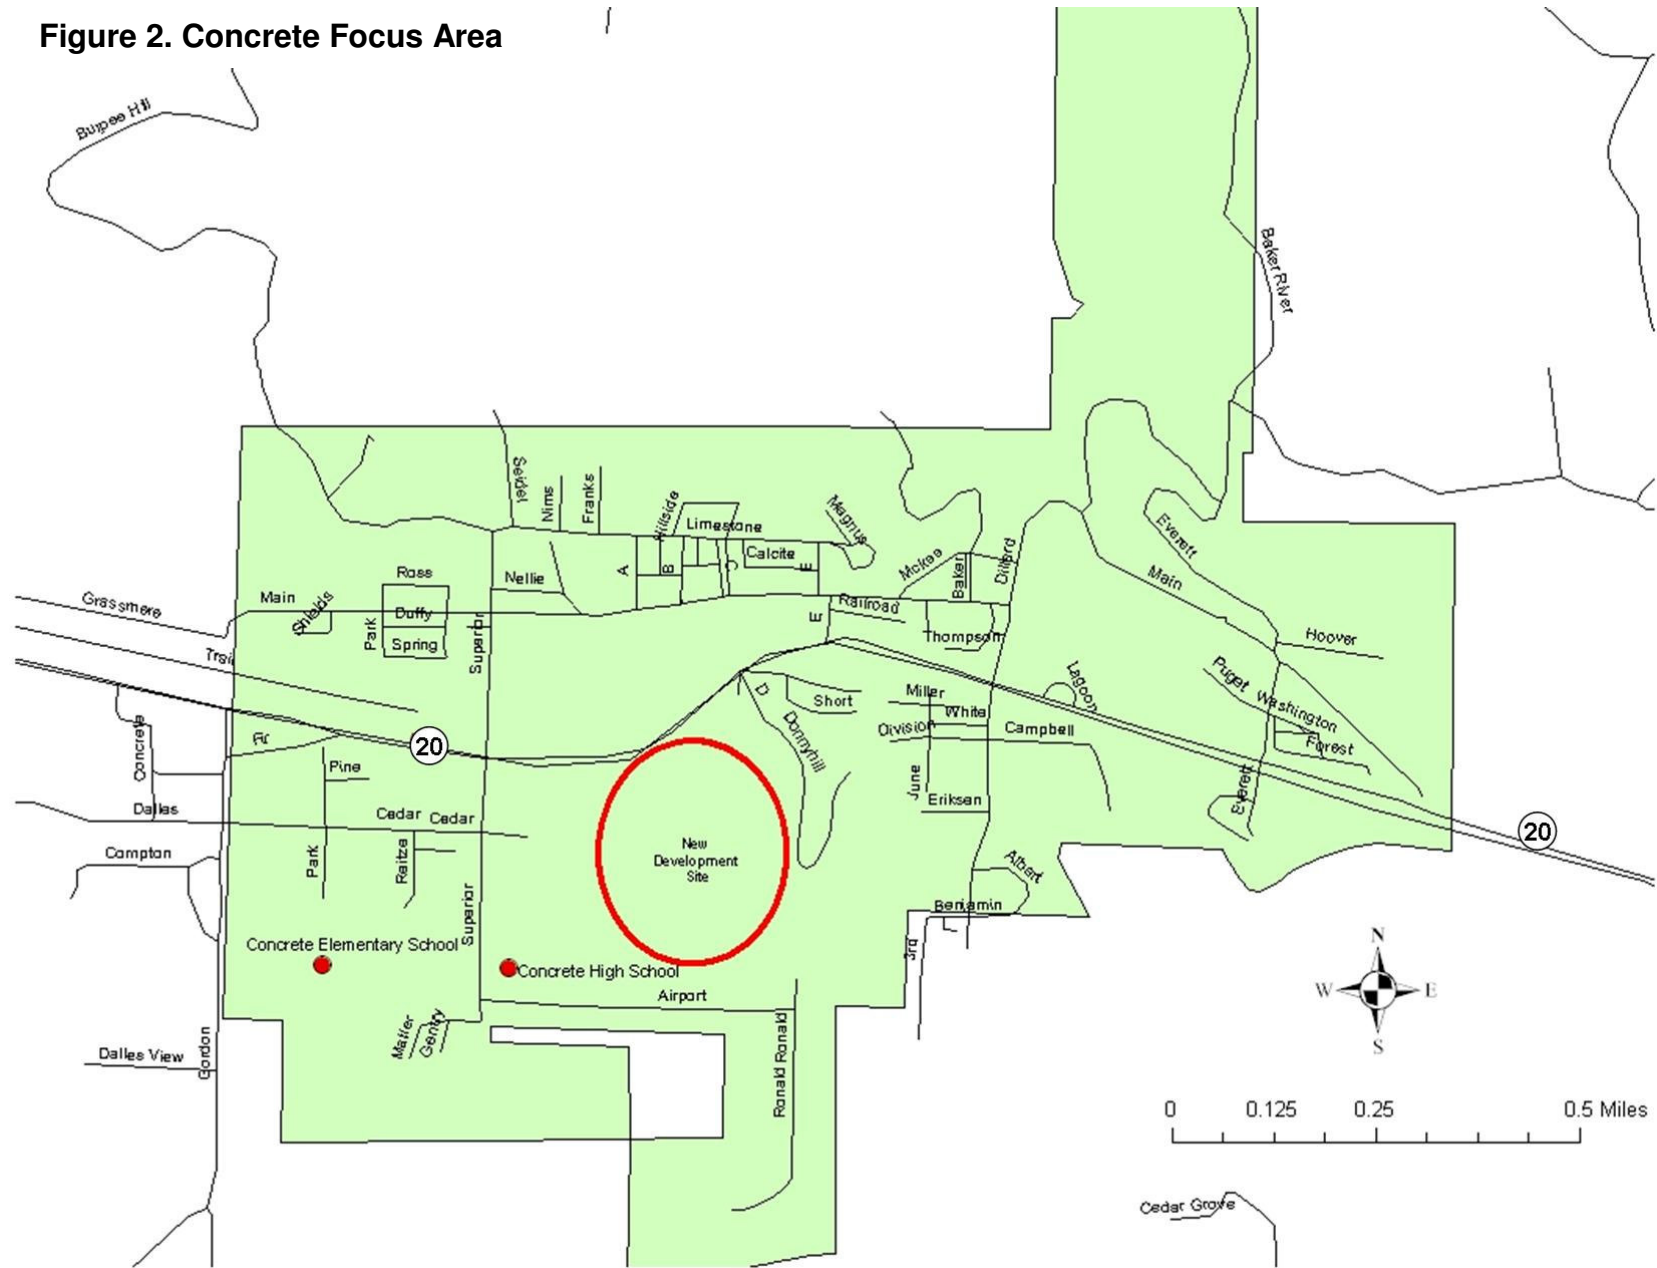 Figure 2. Concrete Focus Area
Burpee Hill
Baker River
Seidel
Nims
Franks
Hillside
Limestone
Magnus
Everett
Calcite
A
B
C
E
Mckee
Baker
Dillard
Ross
Nellie
Main
Grassmere
Main
Shields
Duffy
Park
Spring
Superior
E
Railroad
Thompson
Hoover
Trail
Lagoon
Puget
Washington
D
Short
Miller
White
Division
Campbell
Forest
Concrete
Fir
20
Donnyhill
Pine
June
Eriksen
Everett
Dalles
Cedar
Cedar
20
Compton
Park
Reitze
New
Development
Site
Albert
Superior
Benjamin
3rd
Concrete Elementary School
Concrete High School
Airport
N
W
E
S
Gentry
Ronald Ronald
Dalles View
Gordon
0
0.125
0.25
0.5 Miles
Cedar Grove